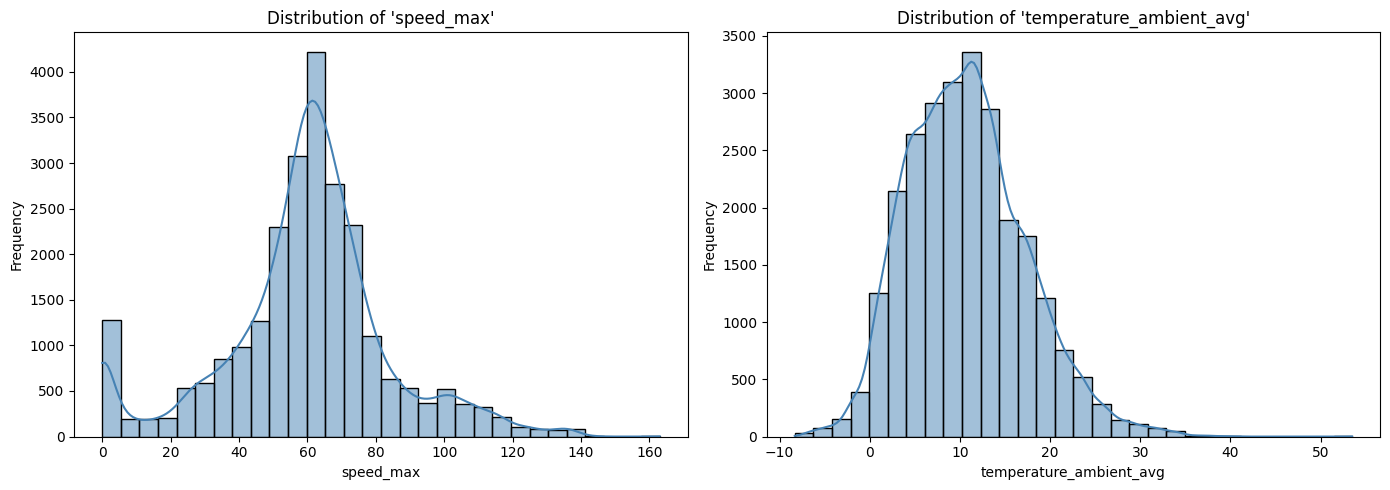 Distribution of 'speed_max'
Frequency
4000
3500
3000
2500
2000
1500
1000
500
0
0 20 40 60 80 100 120 140 160
speed_max
Distribution of 'temperature_ambient_avg'
Frequency
3500
3000
2500
2000
1500
1000
500
0
−10 0 10 20 30 40 50
temperature_ambient_avg